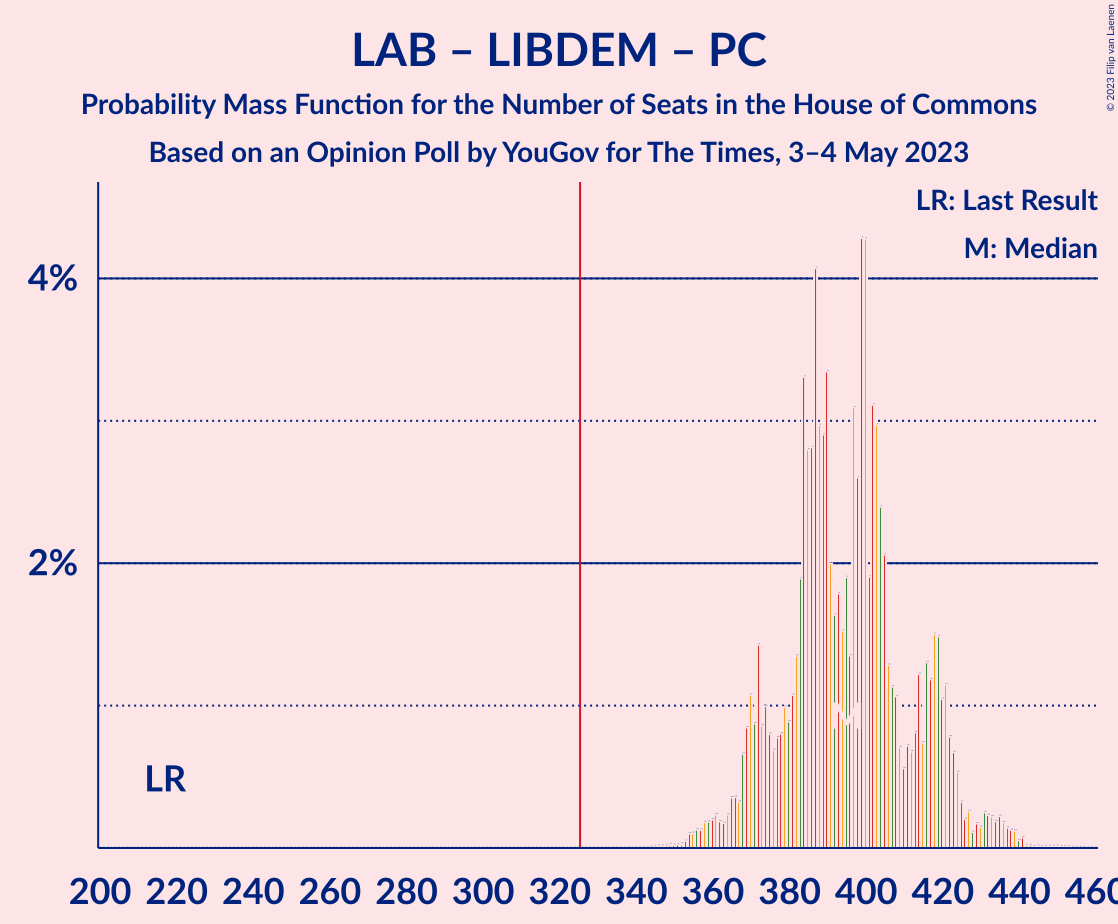 LAB – LIBDEM – PC
Probability Mass Function for the Number of Seats in the House of Commons
Based on an Opinion Poll by YouGov for The Times, 3–4 May 2023
© 2023 Filip van Laenen
LR: Last Result
M: Median
4%
2%
LR
200 220 240 260 280 300 320 340 360 380 400 420 440 460